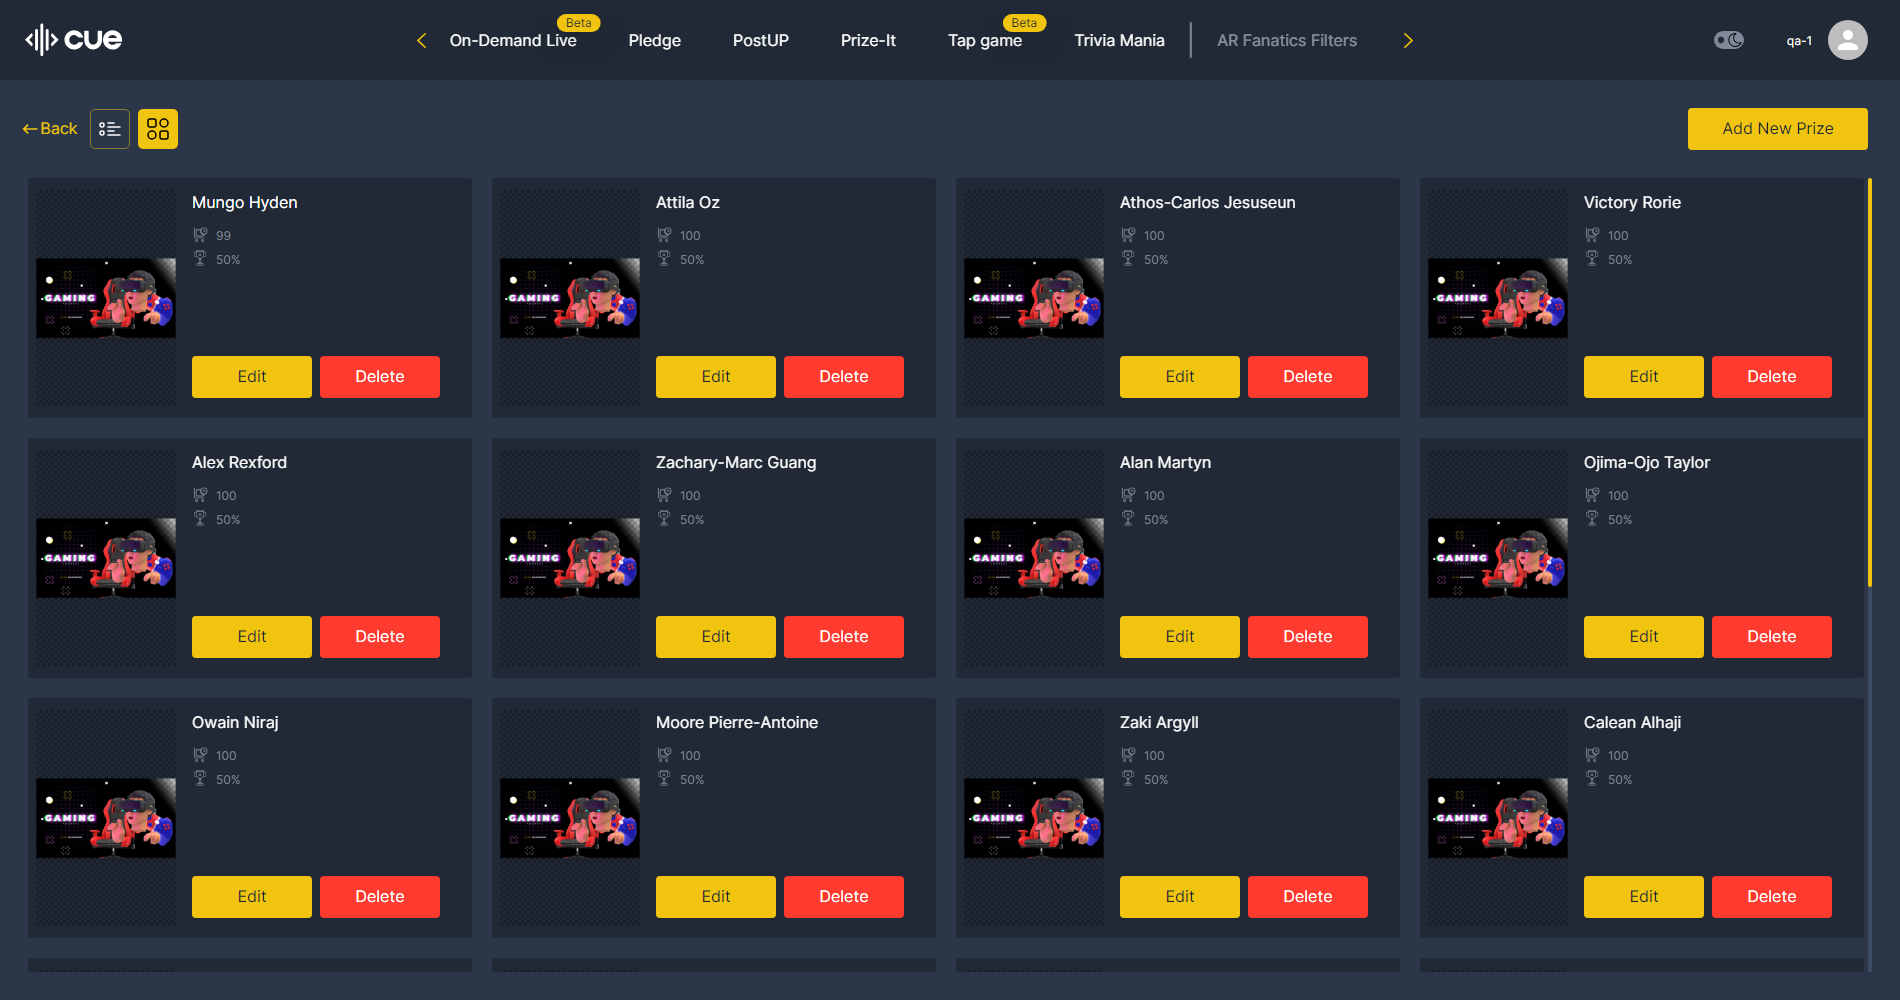 cue
Beta
Beta
On-Demand Live Pledge PostUP Prize-It Tap game Trivia Mania AR Fanatics Filters
qa-1
Back
Add New Prize
Mungo Hyden
99
50%
GAMING
Edit Delete
Attila Oz
100
50%
GAMING
Edit Delete
Athos-Carlos Jesuseun
100
50%
GAMING
Edit Delete
Victory Rorie
100
50%
GAMING
Edit Delete
Alex Rexford
100
50%
GAMING
Edit Delete
Zachary-Marc Guang
100
50%
GAMING
Edit Delete
Alan Martyn
100
50%
GAMING
Edit Delete
Ojima-Ojo Taylor
100
50%
GAMING
Edit Delete
Owain Niraj
100
50%
GAMING
Edit Delete
Moore Pierre-Antoine
100
50%
GAMING
Edit Delete
Zaki Argyll
100
50%
GAMING
Edit Delete
Calean Alhaji
100
50%
GAMING
Edit Delete